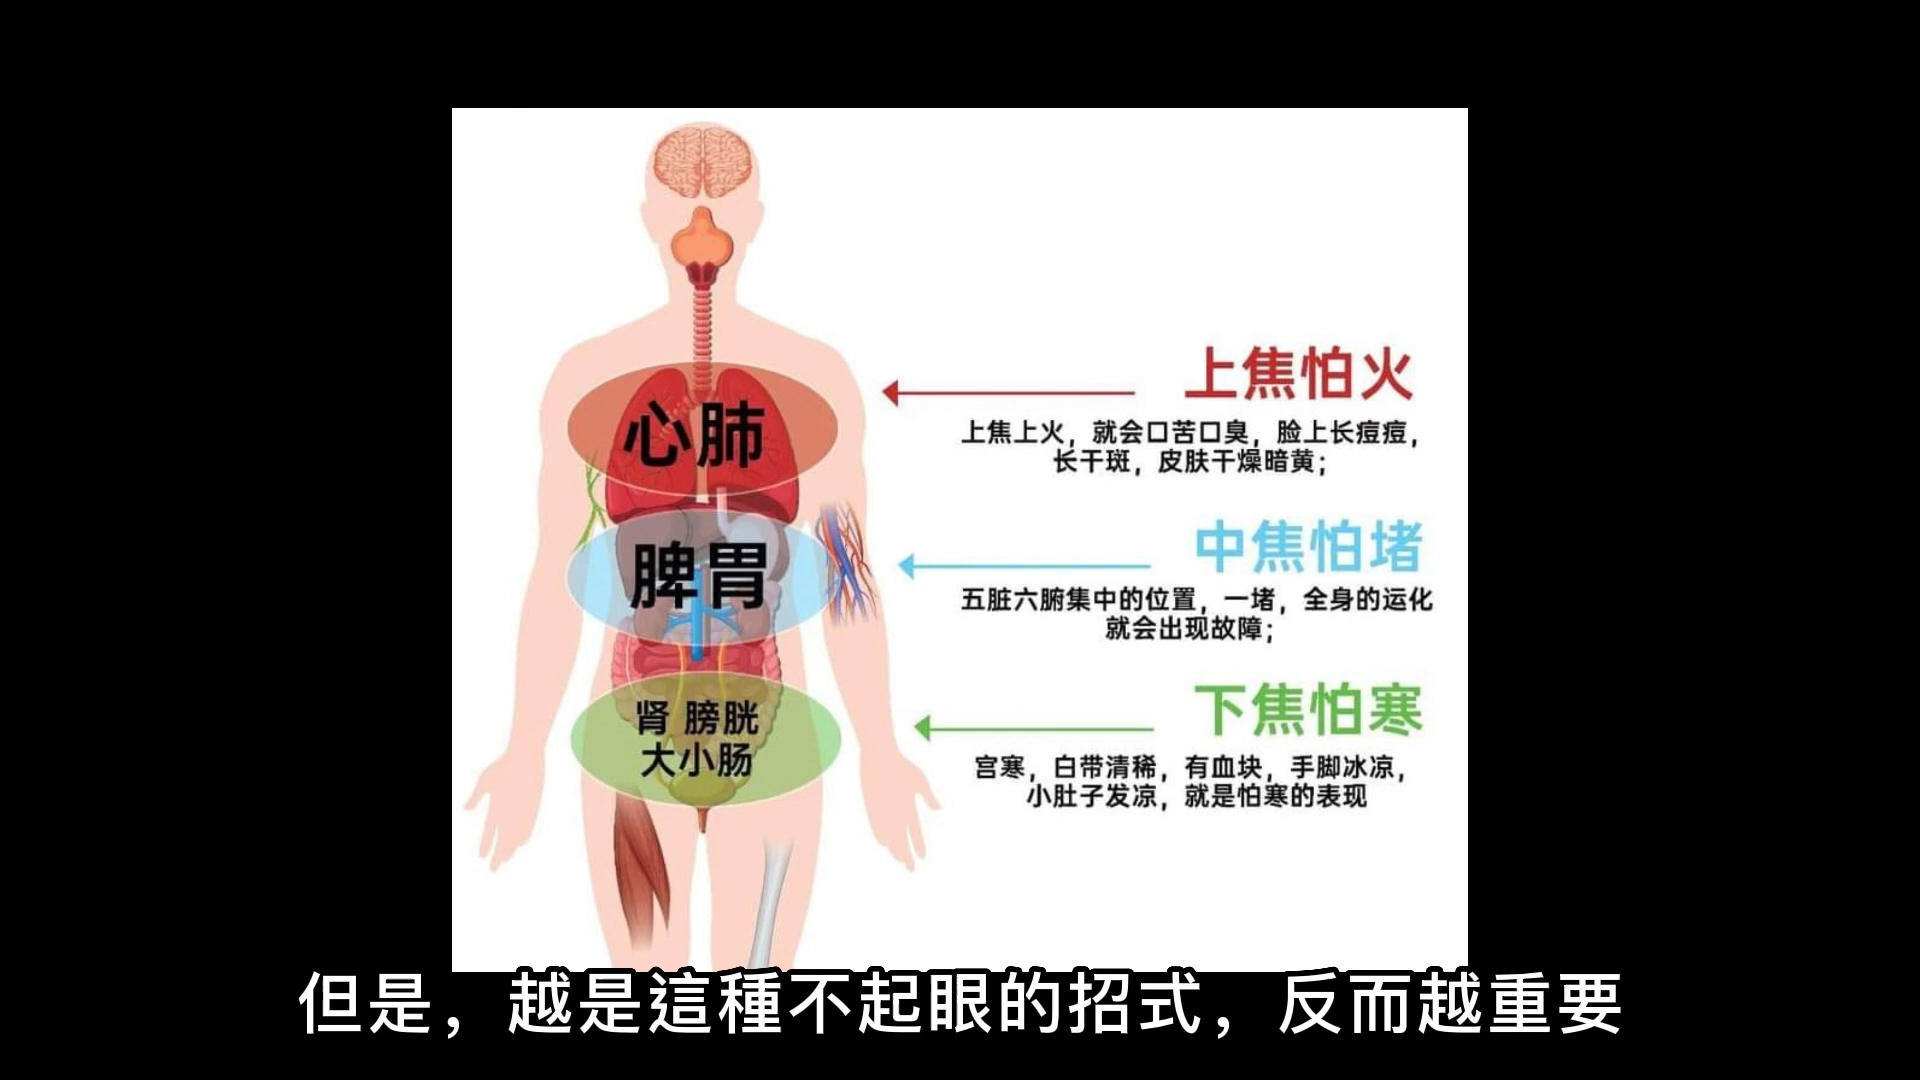 心肺
上焦怕火
上焦上火，就会口苦口臭，脸上长痘痘，
长干斑，皮肤干燥暗黄；
脾胃
中焦怕堵
五脏六腑集中的位置，一堵，全身的运化
就会出现故障；
肾 膀胱
大小肠
下焦怕寒
宫寒，白带清稀，有血块，手脚冰凉，
小肚子发凉，就是怕寒的表现
但是，越是這種不起眼的招式，反而越重要